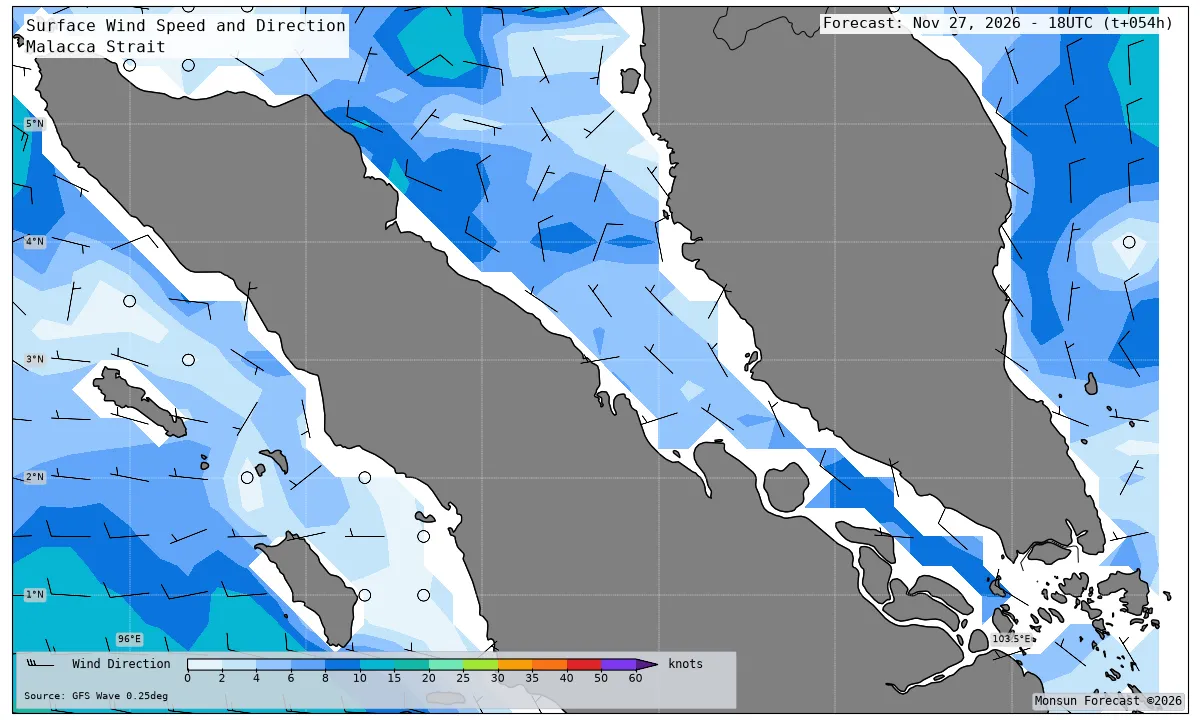 Surface Wind Speed and Direction
Malacca Strait
Forecast: Nov 27, 2026 - 18UTC (t+054h)
5°N
4°N
3°N
2°N
1°N
96°E
103.5°E
Wind Direction
knots
0 2 4 6 8 10 15 20 25 30 35 40 50 60
Source: GFS Wave 0.25deg
Monsun Forecast ©2026